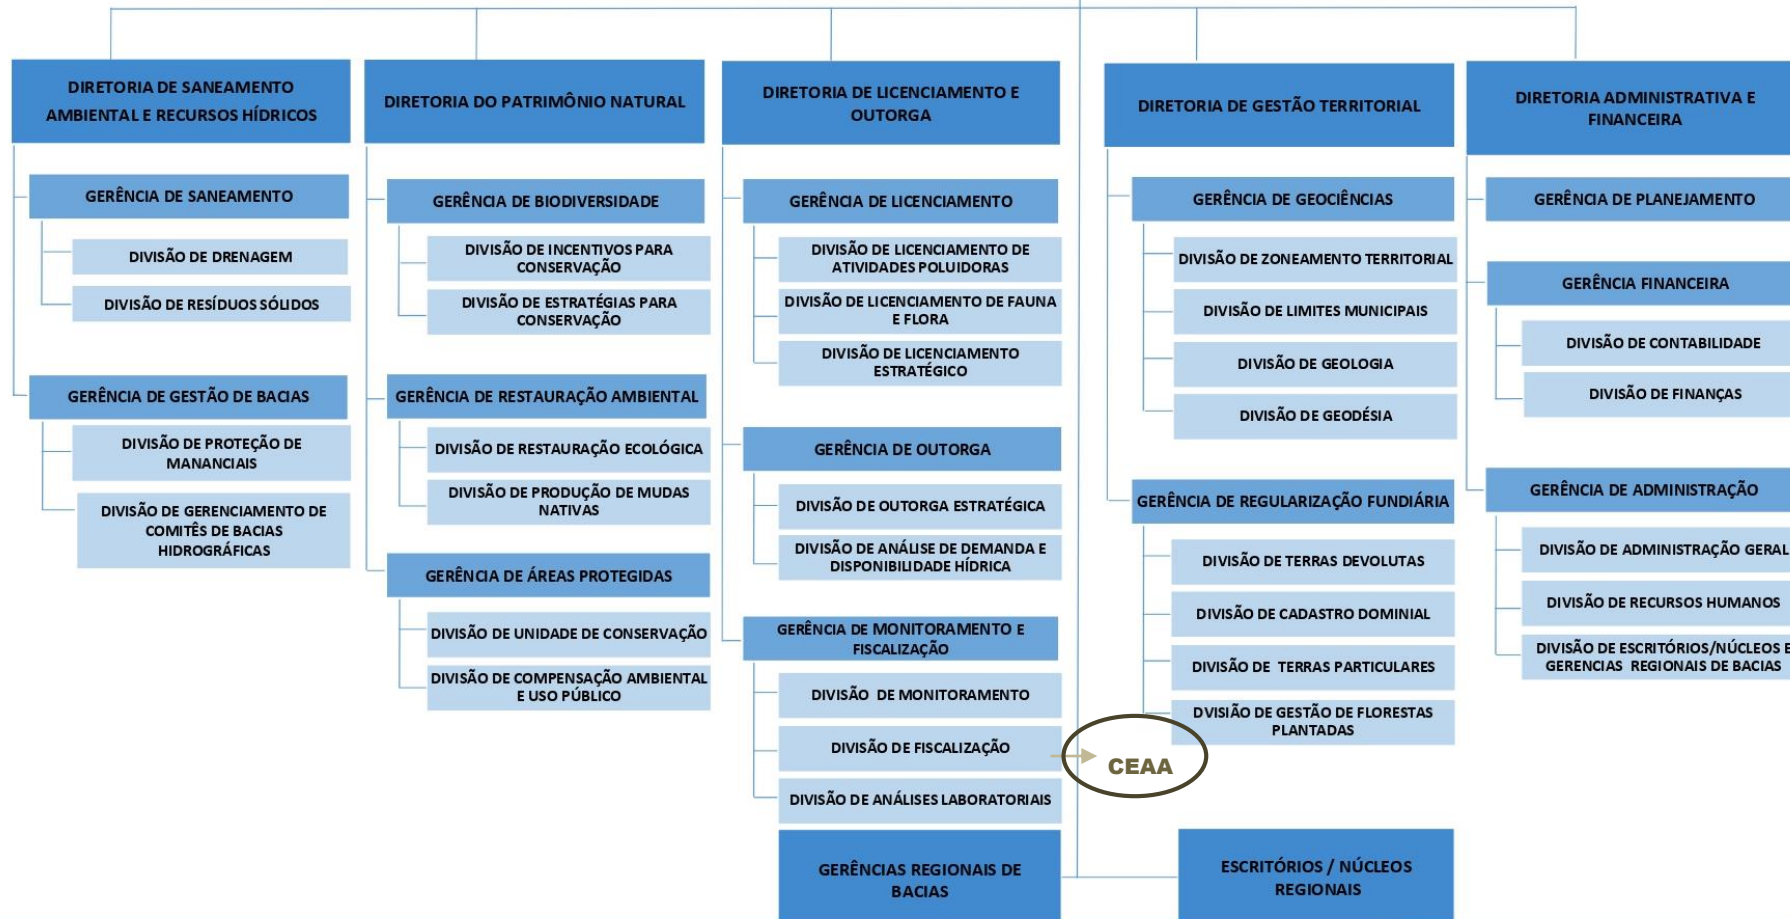 DIRETORIA DE SANEAMENTO
AMBIENTAL E RECURSOS HÍDRICOS
GERÊNCIA DE SANEAMENTO
DIVISÃO DE DRENAGEM
DIVISÃO DE RESÍDUOS SÓLIDOS
GERÊNCIA DE GESTÃO DE BACIAS
DIVISÃO DE PROTEÇÃO DE
MANANCIAIS
DIVISÃO DE GERENCIAMENTO DE
COMITÊS DE BACIAS
HIDROGRÁFICAS
DIRETORIA DO PATRIMÔNIO NATURAL
GERÊNCIA DE BIODIVERSIDADE
DIVISÃO DE INCENTIVOS PARA
CONSERVAÇÃO
DIVISÃO DE ESTRATÉGIAS PARA
CONSERVAÇÃO
GERÊNCIA DE RESTAURAÇÃO AMBIENTAL
DIVISÃO DE RESTAURAÇÃO ECOLÓGICA
DIVISÃO DE PRODUÇÃO DE MUDAS
NATIVAS
GERÊNCIA DE ÁREAS PROTEGIDAS
DIVISÃO DE UNIDADE DE CONSERVAÇÃO
DIVISÃO DE COMPENSAÇÃO AMBIENTAL
E USO PÚBLICO
DIRETORIA DE LICENCIAMENTO E
OUTORGA
GERÊNCIA DE LICENCIAMENTO
DIVISÃO DE LICENCIAMENTO DE
ATIVIDADES POLUIDORAS
DIVISÃO DE LICENCIAMENTO DE FAUNA
E FLORA
DIVISÃO DE LICENCIAMENTO
ESTRATÉGICO
GERÊNCIA DE OUTORGA
DIVISÃO DE OUTORGA ESTRATÉGICA
DIVISÃO DE ANÁLISE DE DEMANDA E
DISPONIBILIDADE HÍDRICA
GERÊNCIA DE MONITORAMENTO E
FISCALIZAÇÃO
DIVISÃO DE MONITORAMENTO
DIVISÃO DE FISCALIZAÇÃO
CEAA
DIVISÃO DE ANÁLISES LABORATORIAIS
GERÊNCIAS REGIONAIS DE
BACIAS
DIRETORIA DE GESTÃO TERRITORIAL
GERÊNCIA DE GEOCIÊNCIAS
DIVISÃO DE ZONEAMENTO TERRITORIAL
DIVISÃO DE LIMITES MUNICIPAIS
DIVISÃO DE GEOLOGIA
DIVISÃO DE GEODÉSIA
GERÊNCIA DE REGULARIZAÇÃO FUNDIÁRIA
DIVISÃO DE TERRAS DEVOLUTAS
DIVISÃO DE CADASTRO DOMINIAL
DIVISÃO DE TERRAS PARTICULARES
DVISIÃO DE GESTÃO DE FLORESTAS
PLANTADAS
ESCRITÓRIOS / NÚCLEOS
REGIONAIS
DIRETORIA ADMINISTRATIVA E
FINANCEIRA
GERÊNCIA DE PLANEJAMENTO
GERÊNCIA FINANCEIRA
DIVISÃO DE CONTABILIDADE
DIVISÃO DE FINANÇAS
GERÊNCIA DE ADMINISTRAÇÃO
DIVISÃO DE ADMINISTRAÇÃO GERAL
DIVISÃO DE RECURSOS HUMANOS
DIVISÃO DE ESCRITÓRIOS/NÚCLEOS E
GERENCIAS REGIONAIS DE BACIAS